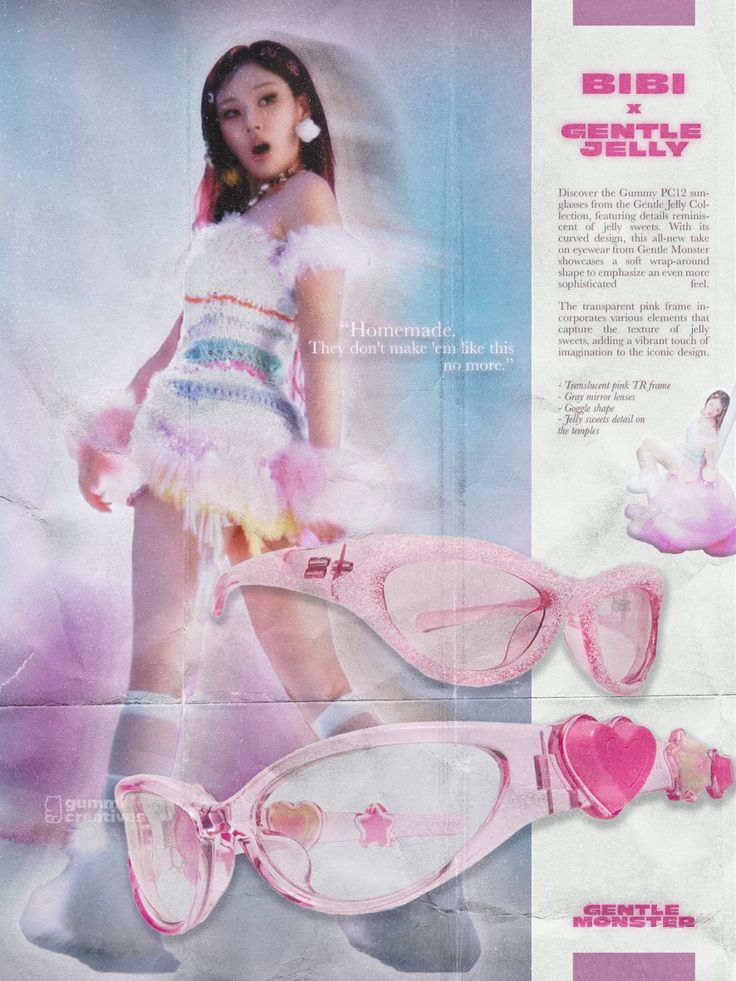 BIBI
x
GENTLE
JELLY
Discover the Gummy PC12 sun-
glasses from the Gentle Jelly Col-
lection, featuring details reminis-
cent of jelly sweets. With its
curved design, this all-new take
on eyewear from Gentle Monster
showcases a soft wrap-around
shape to emphasize an even more
sophisticated feel.
The transparent pink frame in-
corporates various elements that
capture the texture of jelly
sweets, adding a vibrant touch of
imagination to the iconic design.
- Translucent pink TR frame
- Gray mirror lenses
- Goggle shape
- Jelly sweets detail on
the temples
“Homemade,
They don't make 'em like this
no more.”
gummi
creatives
GENTLE
MONSTER